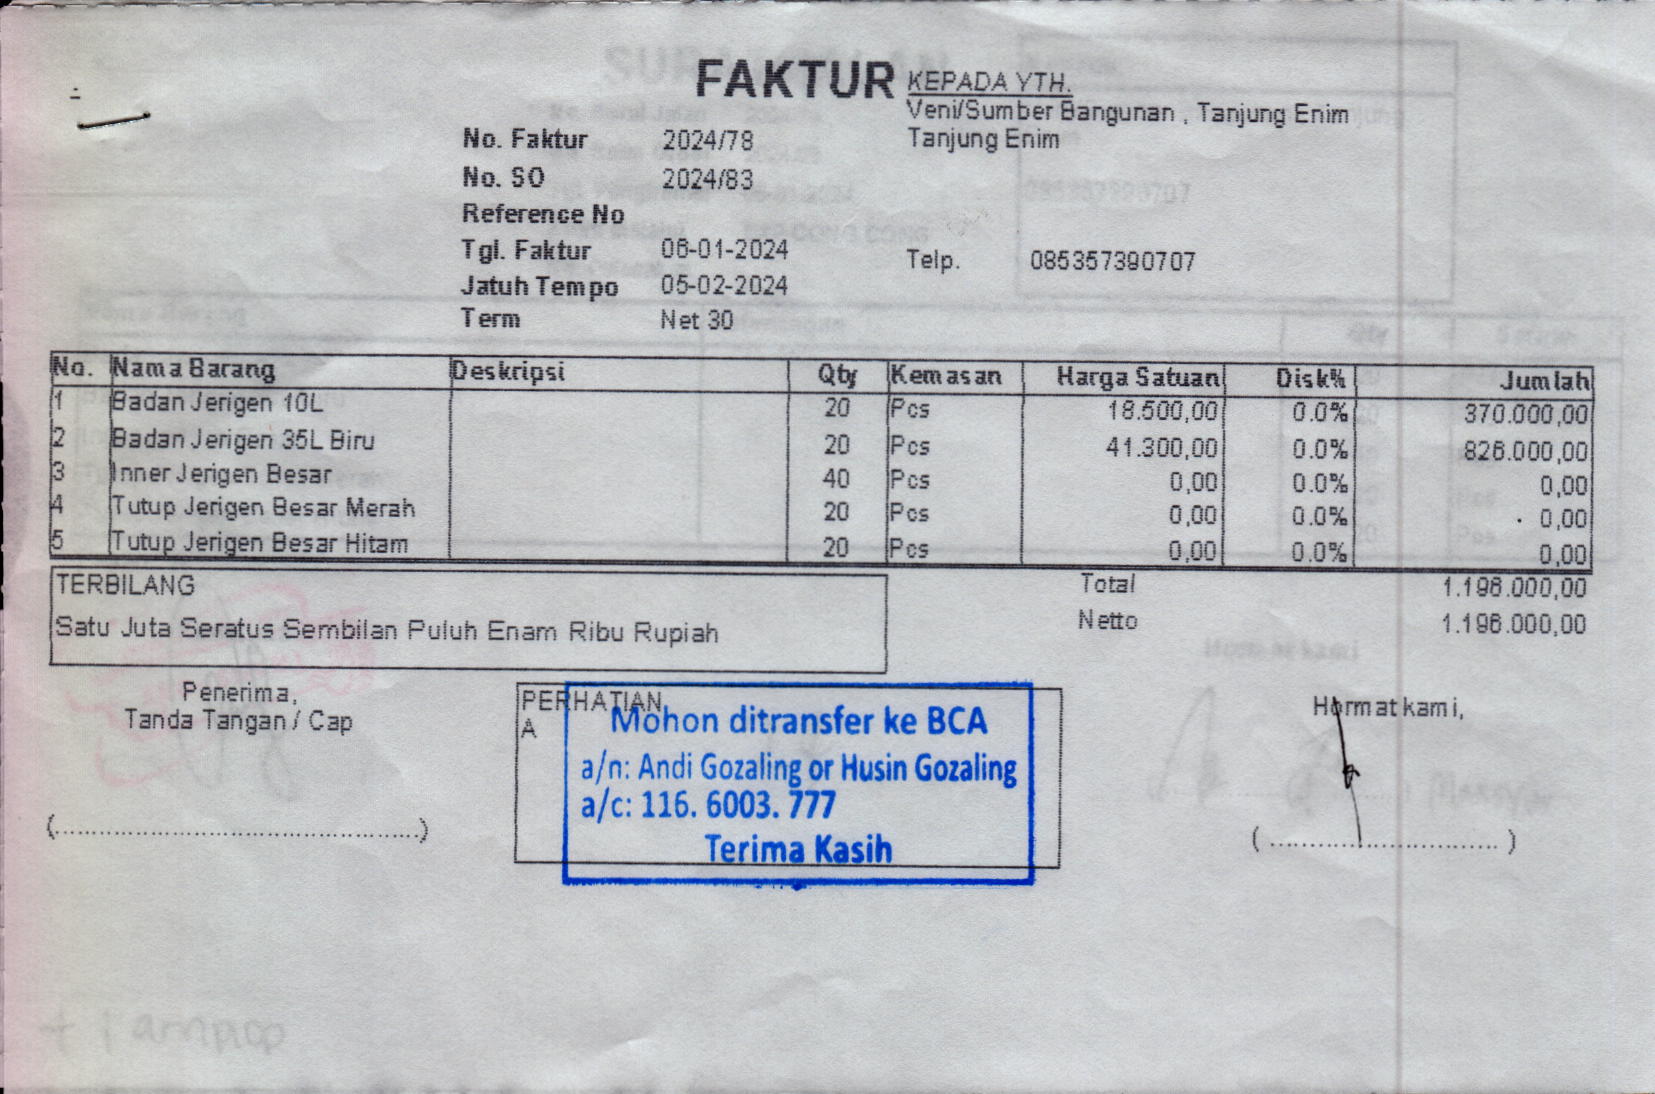 FAKTUR
KEPADA YTH.
Veni/Sumber Bangunan , Tanjung Enim
Tanjung Enim
No. Faktur 2024/78
No. SO 2024/83
Reference No
Tgl. Faktur 06-01-2024
Telp. 085357390707
Jatuh Tempo 05-02-2024
Term Net 30
No. Nama Barang Deskripsi Qty Kemasan Harga Satuan Disk% Jumlah
1 Badan Jerigen 10L 20 Pcs 18.500,00 0.0% 370.000,00
2 Badan Jerigen 35L Biru 20 Pcs 41.300,00 0.0% 826.000,00
3 Inner Jerigen Besar 40 Pcs 0,00 0.0% 0,00
4 Tutup Jerigen Besar Merah 20 Pcs 0,00 0.0% 0,00
5 Tutup Jerigen Besar Hitam 20 Pcs 0,00 0.0% 0,00
TERBILANG
Satu Juta Seratus Sembilan Puluh Enam Ribu Rupiah
Total 1.196.000,00
Netto 1.196.000,00
Penerima,
Tanda Tangan / Cap
(................................................)
PERHATIAN
A
Mohon ditransfer ke BCA
a/n: Andi Gozaling or Husin Gozaling
a/c: 116. 6003. 777
Terima Kasih
Hormat kami,
( .............................. )